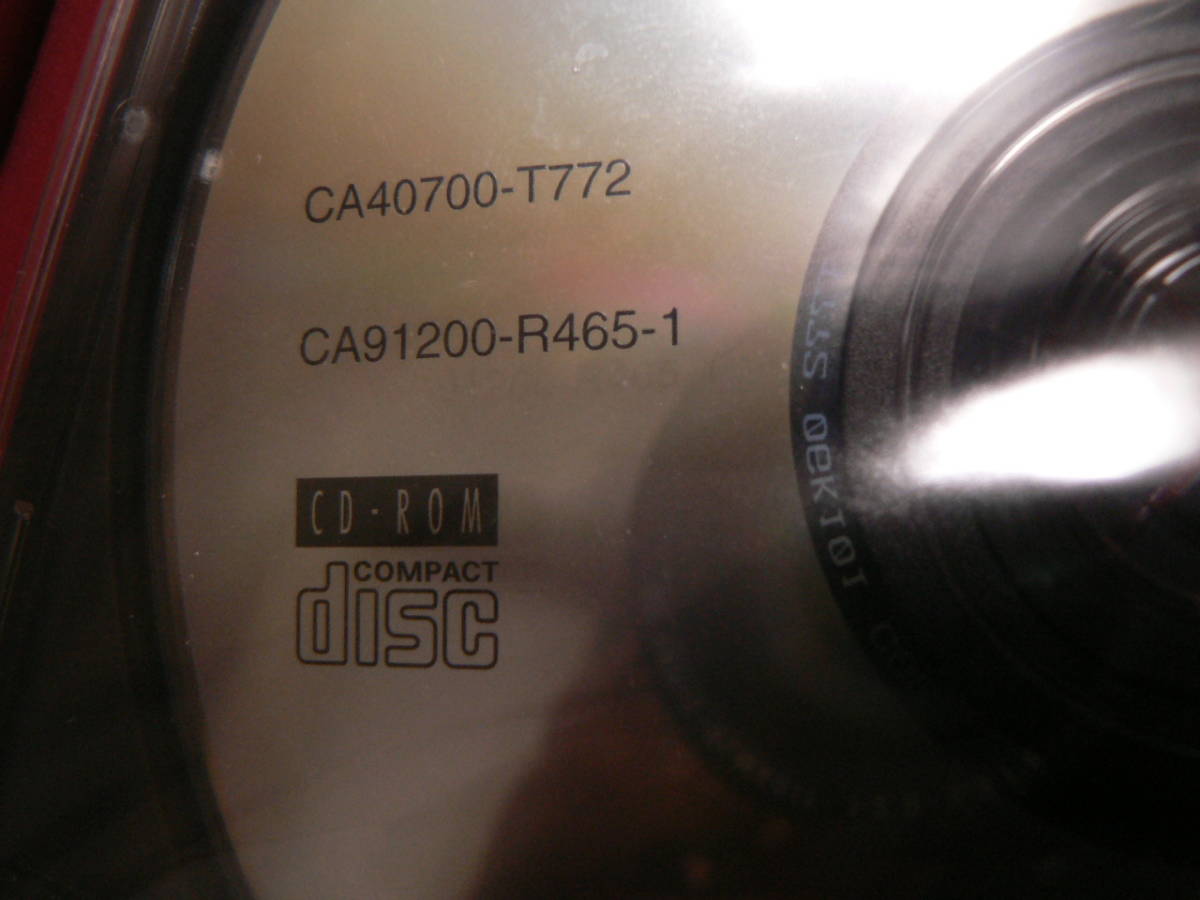 CA40700-T772
CA91200-R465-1
CD-ROM
COMPACT
disc